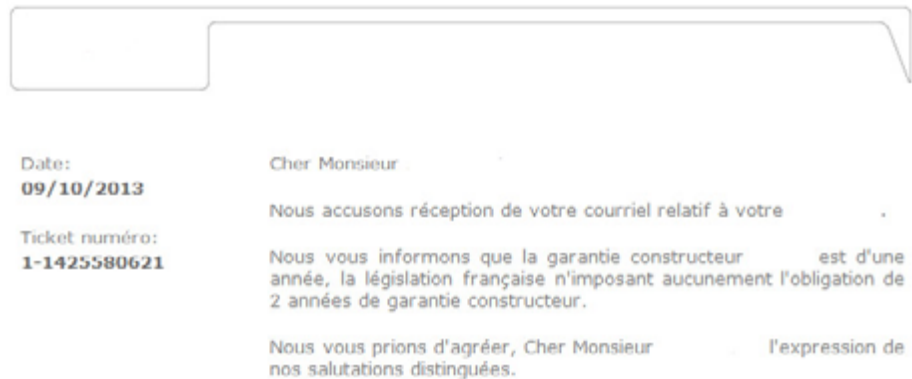 Date:
09/10/2013
Ticket numéro:
1-1425580621
Cher Monsieur
Nous accusons réception de votre courriel relatif à votre .
Nous vous informons que la garantie constructeur est d'une
année, la législation française n'imposant aucunement l'obligation de
2 années de garantie constructeur.
Nous vous prions d'agréer, Cher Monsieur l'expression de
nos salutations distinguées.